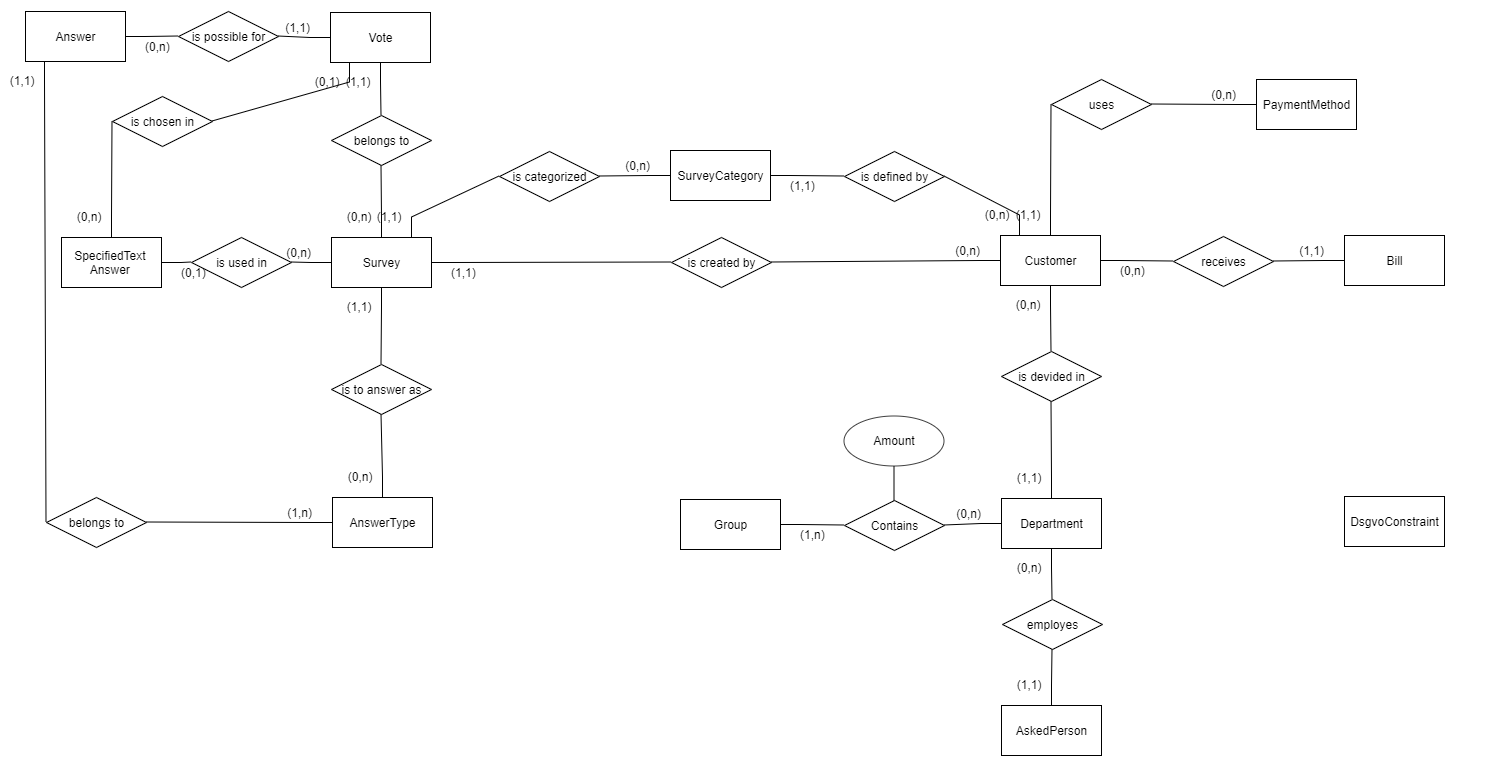 Answer
(0,n)
is possible for
(1,1)
Vote
(1,1)
(0,1)
(1,1)
is chosen in
belongs to
uses
(0,n)
PaymentMethod
is categorized
(0,n)
SurveyCategory
(1,1)
is defined by
(0,n)
(0,n)
(1,1)
(0,n)
(1,1)
SpecifiedText
Answer
(0,1)
is used in
(0,n)
Survey
(1,1)
is created by
(0,n)
Customer
(0,n)
receives
(1,1)
Bill
(1,1)
(0,n)
is to answer as
is devided in
Amount
(0,n)
(1,1)
belongs to
(1,n)
AnswerType
Group
(1,n)
Contains
(0,n)
Department
DsgvoConstraint
(0,n)
employes
(1,1)
AskedPerson